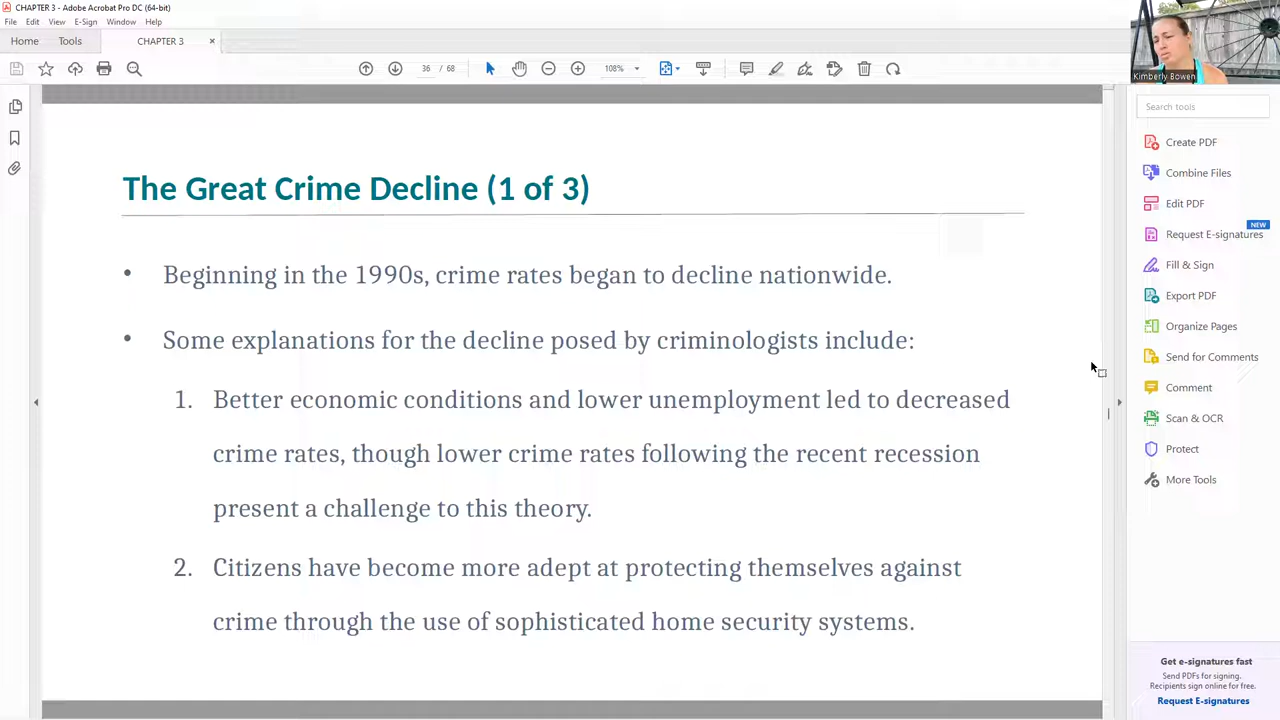 CHAPTER 3 - Adobe Acrobat Pro DC (64-bit)
File Edit View E-Sign Window Help
Home Tools CHAPTER 3 ×
36 / 68 108%
Kimberly Bowen
Search tools
The Great Crime Decline (1 of 3)
• Beginning in the 1990s, crime rates began to decline nationwide.
• Some explanations for the decline posed by criminologists include:
1. Better economic conditions and lower unemployment led to decreased
crime rates, though lower crime rates following the recent recession
present a challenge to this theory.
2. Citizens have become more adept at protecting themselves against
crime through the use of sophisticated home security systems.
Create PDF
Combine Files
Edit PDF
NEW
Request E-signatures
Fill & Sign
Export PDF
Organize Pages
Send for Comments
Comment
Scan & OCR
Protect
More Tools
Get e-signatures fast
Send PDFs for signing.
Recipients sign online for free.
Request E-signatures